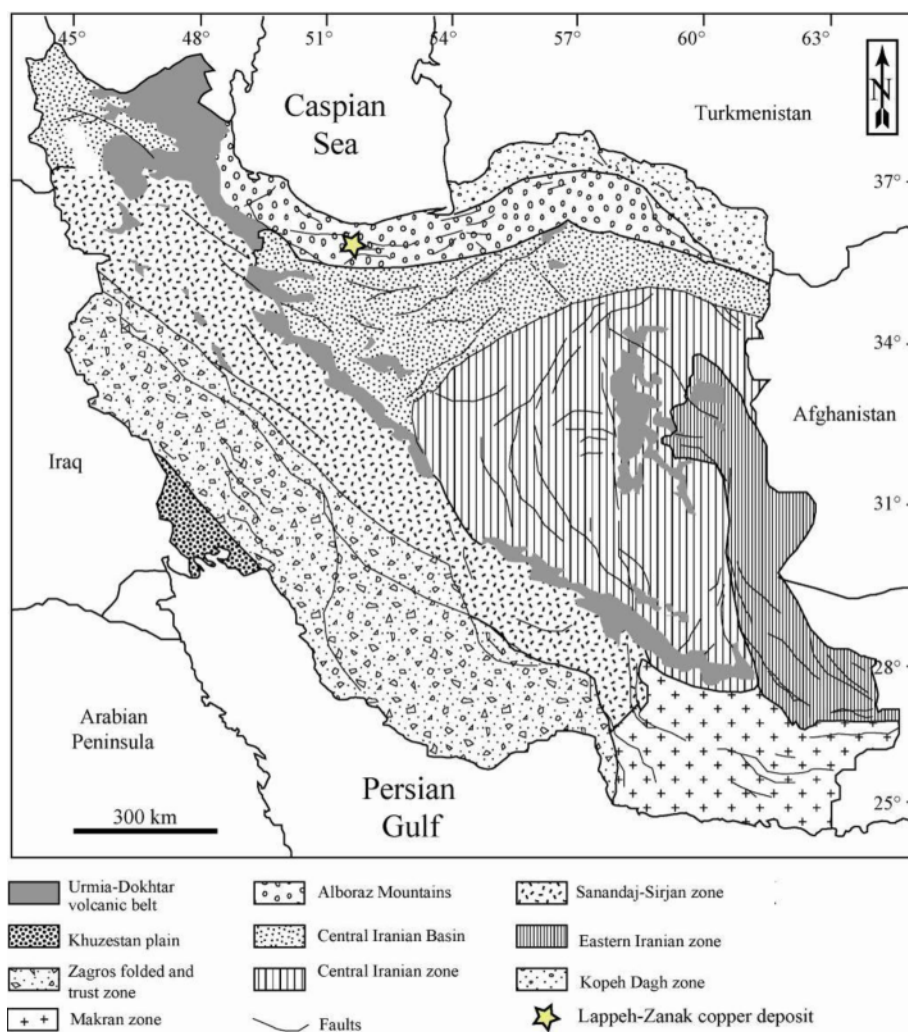 45° 48° 51° 54° 57° 60° 63°
N
Caspian
Sea
Turkmenistan
37°
34°
Afghanistan
Iraq
31°
28°
Arabian
Peninsula
Persian
Gulf
25°
300 km
Urmia-Dokhtar
volcanic belt
Alboraz Mountains
Sanandaj-Sirjan zone
Khuzestan plain
Central Iranian Basin
Eastern Iranian zone
Zagros folded and
trust zone
Central Iranian zone
Kopeh Dagh zone
Makran zone
Faults
Lappeh-Zanak copper deposit